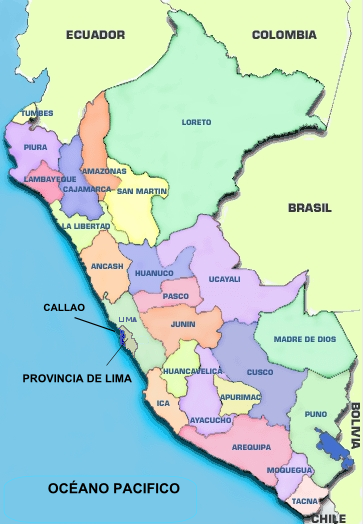 ECUADOR
COLOMBIA
TUMBES
LORETO
PIURA
AMAZONAS
LAMBAYEQUE
CAJAMARCA
SAN MARTIN
BRASIL
LA LIBERTAD
ANCASH
HUANUCO
UCAYALI
PASCO
CALLAO
LIMA
JUNIN
MADRE DE DIOS
PROVINCIA DE LIMA
HUANCAVELICA
CUSCO
APURIMAC
ICA
AYACUCHO
PUNO
BOLIVIA
AREQUIPA
MOQUEGUA
OCÉANO PACIFICO
TACNA
CHILE